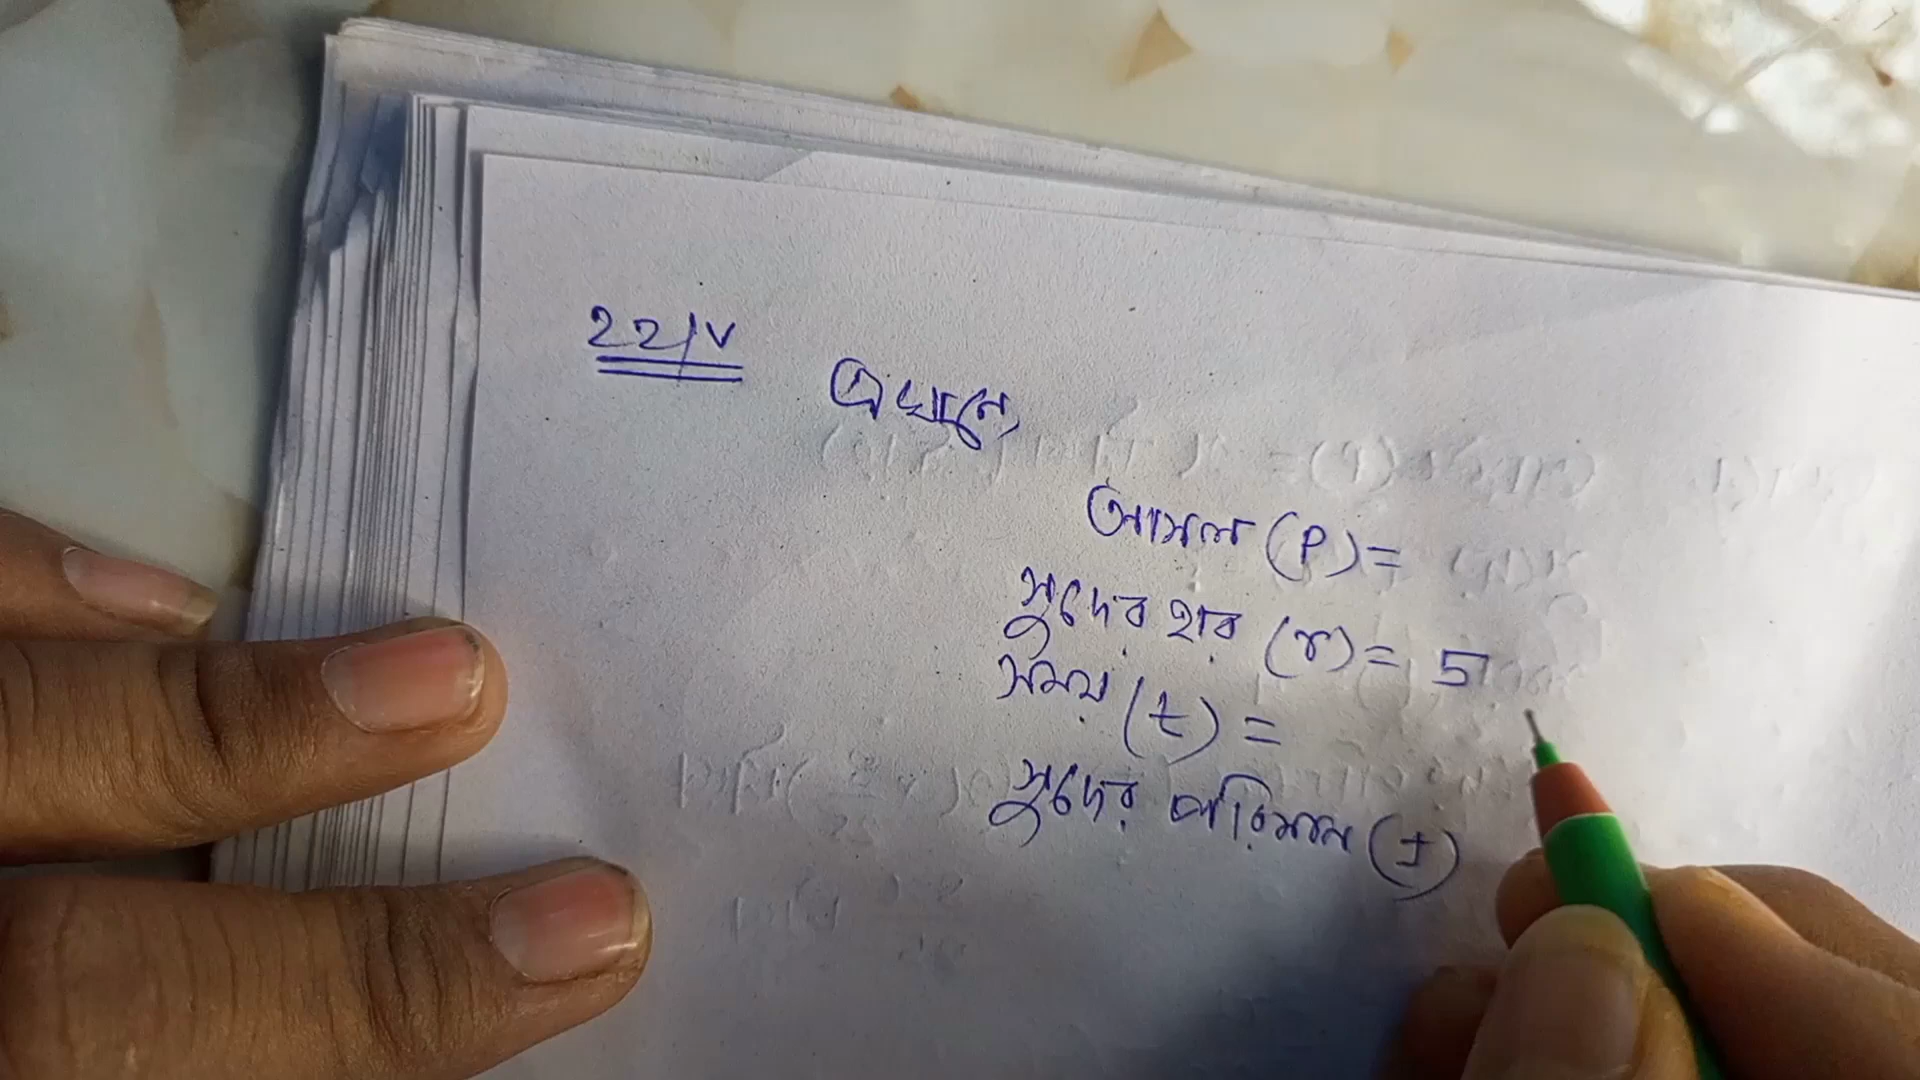 22/V
এখানে,
আসল (P) =
সুদের হার (r) = 5
সময় (t) =
সুদের পরিমান (I)